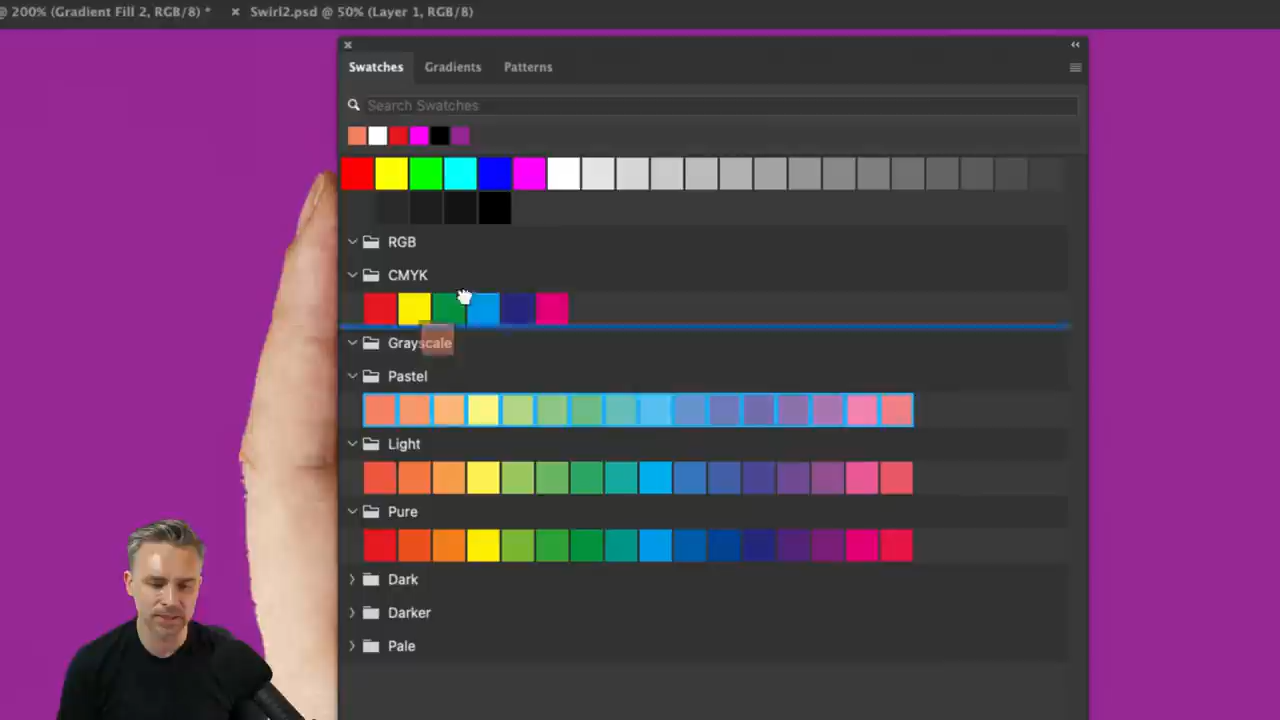 @ 200% (Gradient Fill 2, RGB/8) * × Swirl2.psd @ 50% (Layer 1, RGB/8)
Swatches Gradients Patterns
Search Swatches
RGB
CMYK
Grayscale
Pastel
Light
Pure
Dark
Darker
Pale